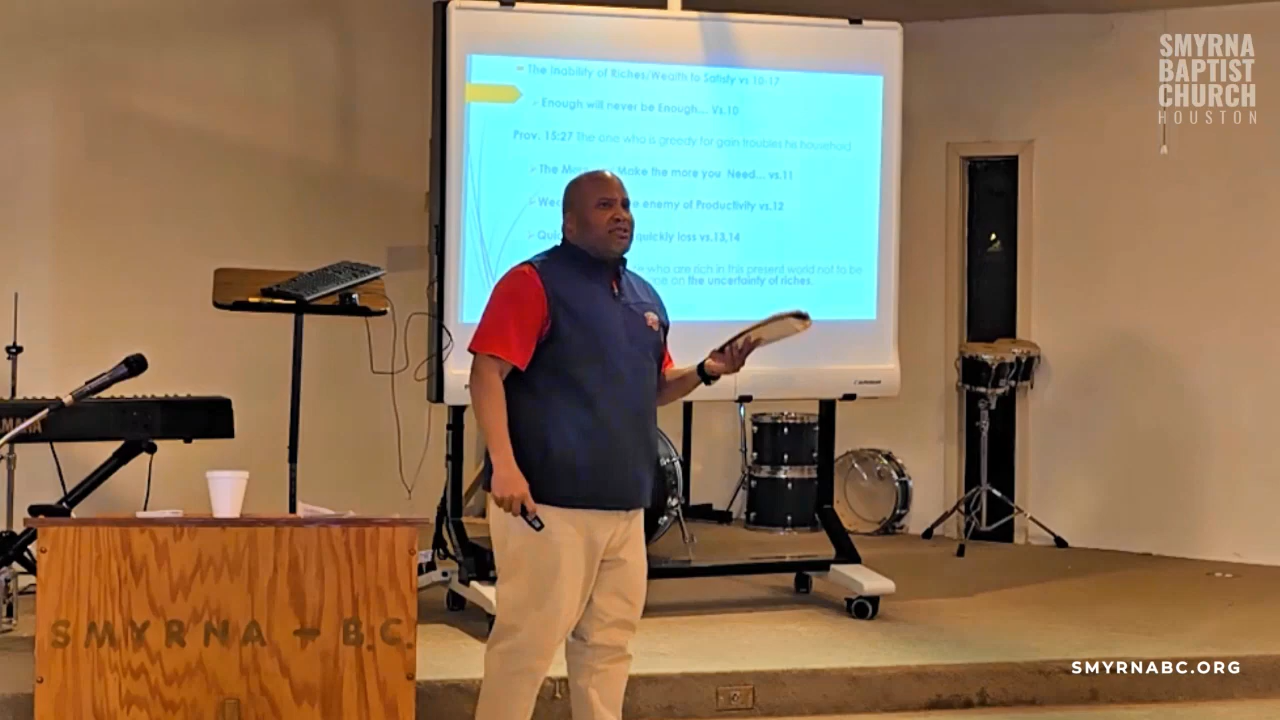 SMYRNA
BAPTIST
CHURCH
HOUSTON
The Inability of Riches/Wealth to Satisfy vs 10-17
Enough will never be Enough... Vs.10
Prov. 15:27 The one who is greedy for gain troubles his household
The Make the more you Need... vs.11
enemy of Productivity vs.12
quickly loss vs.13,14
who are rich in this present world not to be
on the uncertainty of riches.
YAMAHA
SMYRNA B.C.
SMYRNABC.ORG